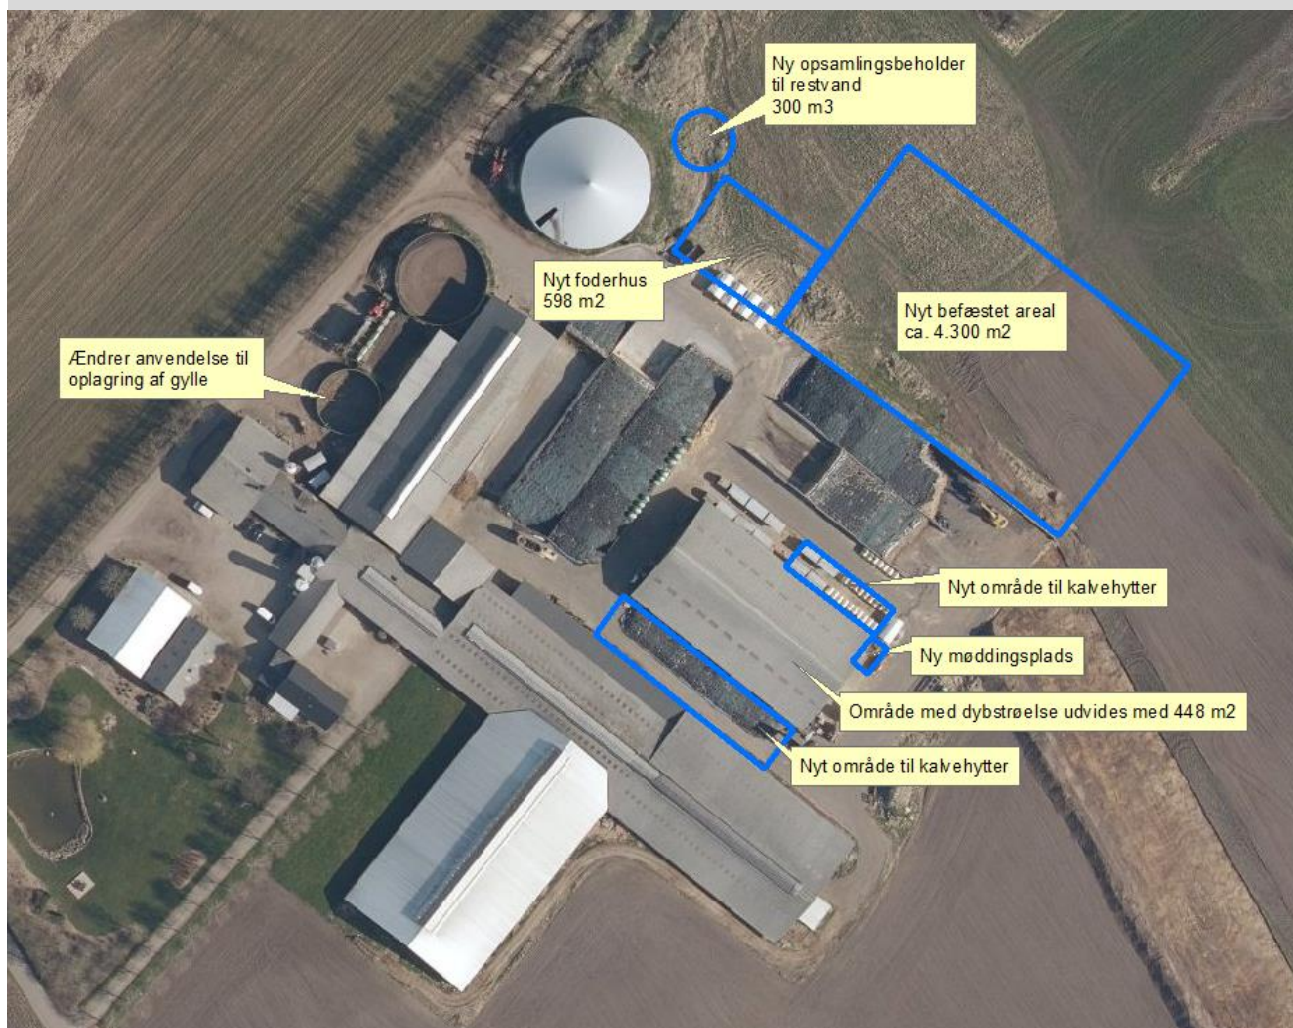 Ny opsamlingsbeholder
til restvand
300 m3
Nyt foderhus
598 m2
Nyt befæstet areal
ca. 4.300 m2
Ændrer anvendelse til
oplagring af gylle
Nyt område til kalvehytter
Ny møddingsplads
Område med dybstrøelse udvides med 448 m2
Nyt område til kalvehytter